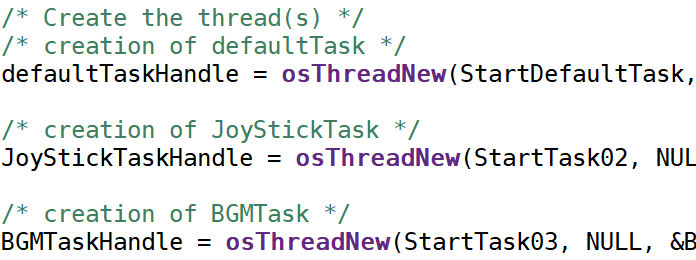 /* Create the thread(s) */
/* creation of defaultTask */
defaultTaskHandle = osThreadNew(StartDefaultTask,
/* creation of JoyStickTask */
JoyStickTaskHandle = osThreadNew(StartTask02, NUL
/* creation of BGMTask */
BGMTaskHandle = osThreadNew(StartTask03, NULL, &B